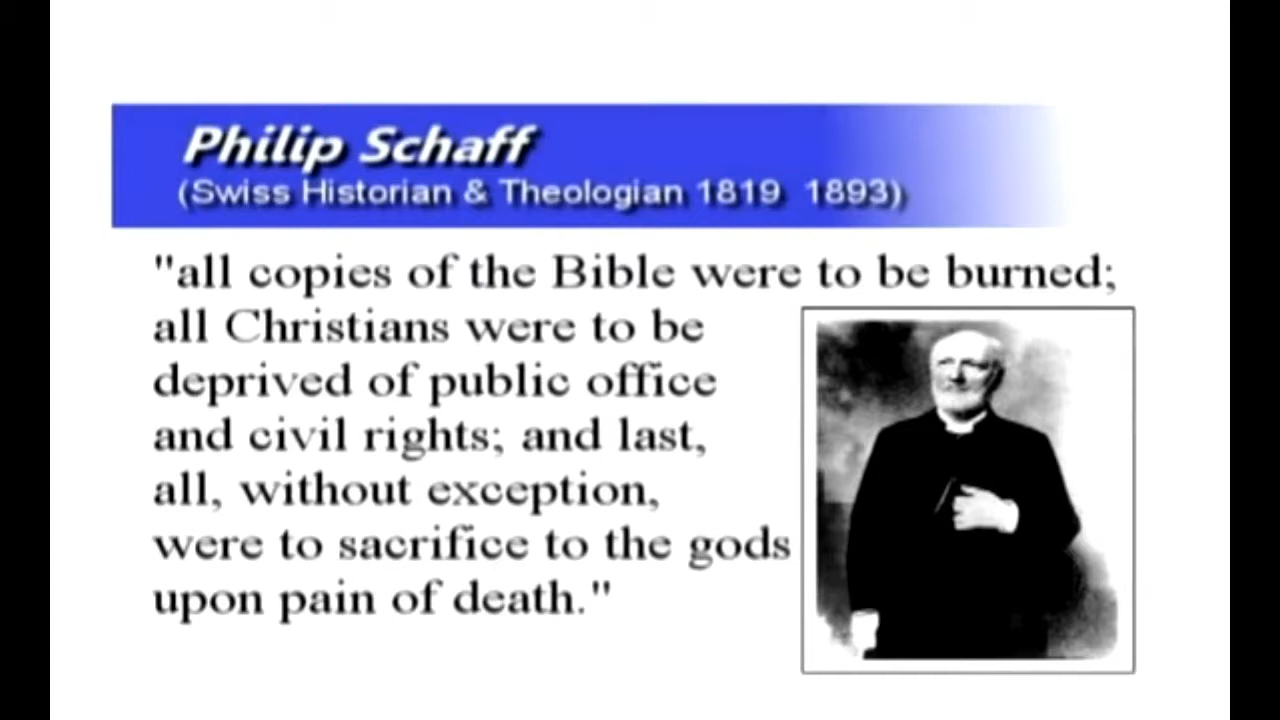 Philip Schaff
(Swiss Historian & Theologian 1819 1893)
"all copies of the Bible were to be burned;
all Christians were to be
deprived of public office
and civil rights; and last,
all, without exception,
were to sacrifice to the gods
upon pain of death."